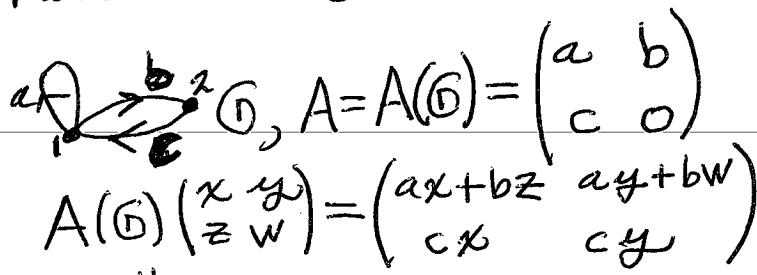 a b 2 1 c G, A=A(G)=(a b
c 0)
A(G)(x y
z w)=(ax+bz ay+bw
cx cy)